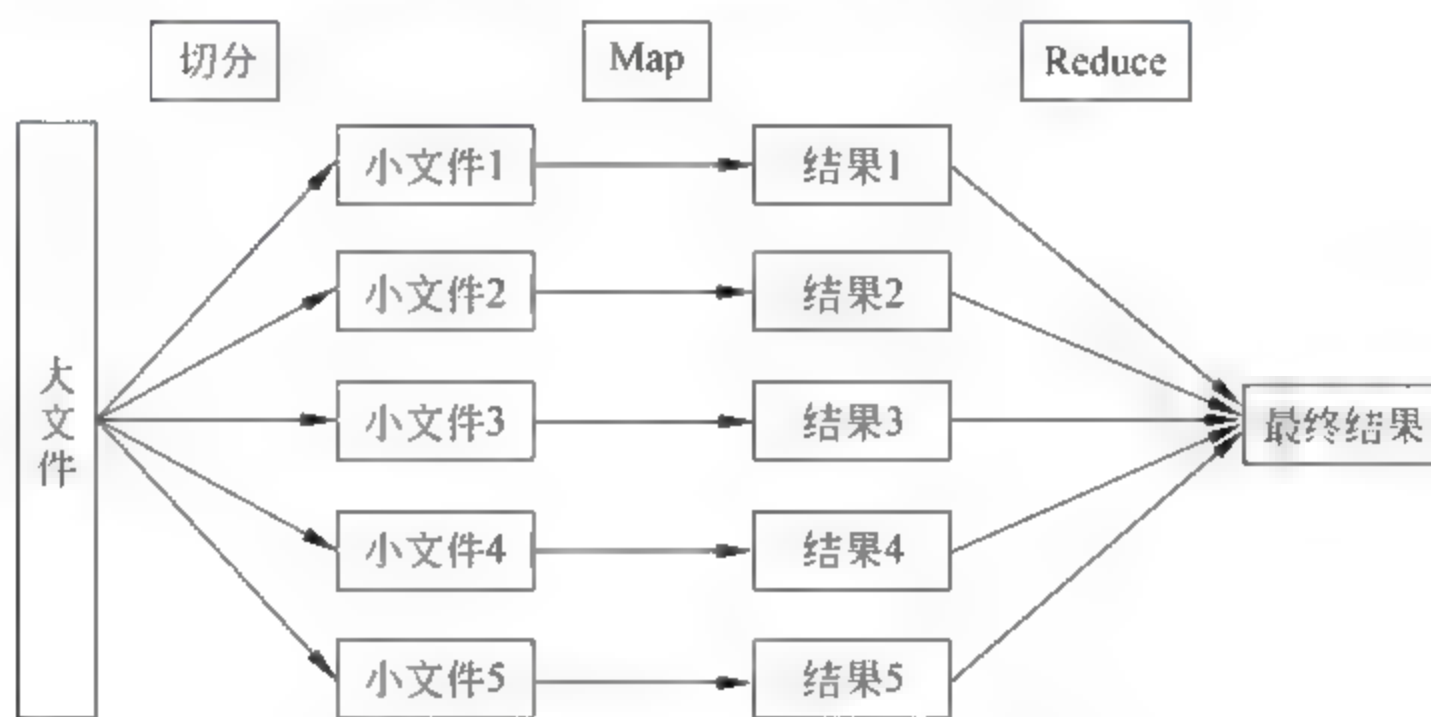 切分
Map
Reduce
大文件
小文件1
结果1
小文件2
结果2
小文件3
结果3
最终结果
小文件4
结果4
小文件5
结果5